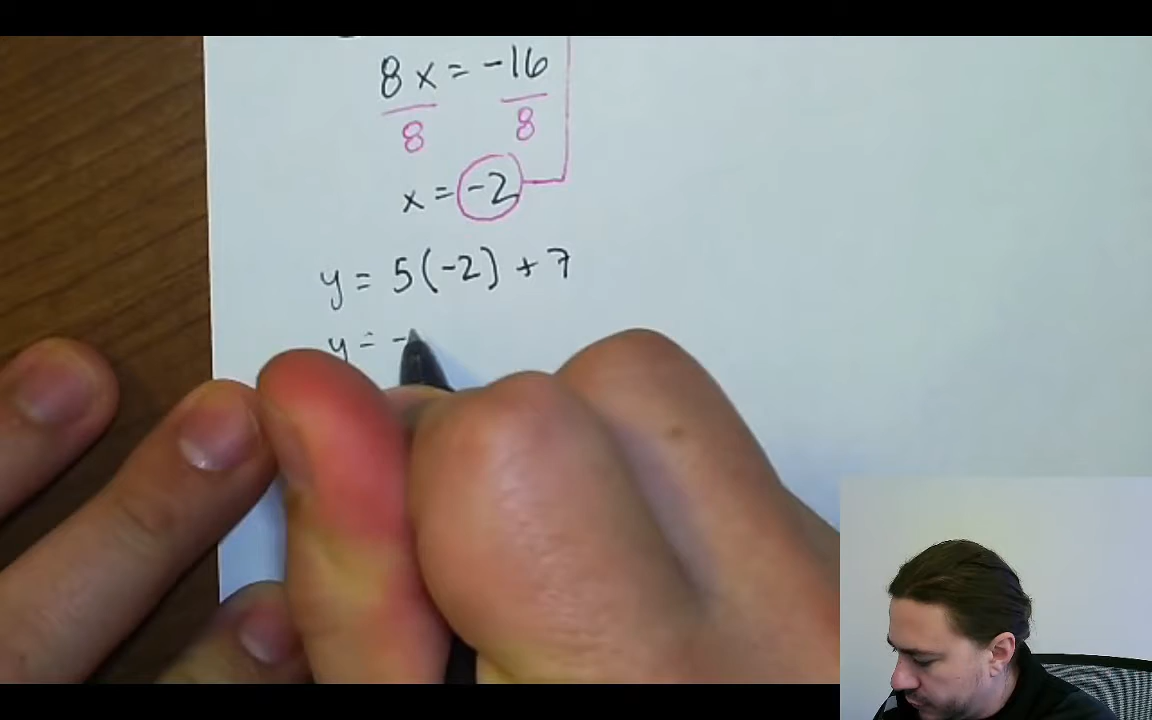 8x = -16
8 8
x = -2
y = 5(-2) + 7
y = -